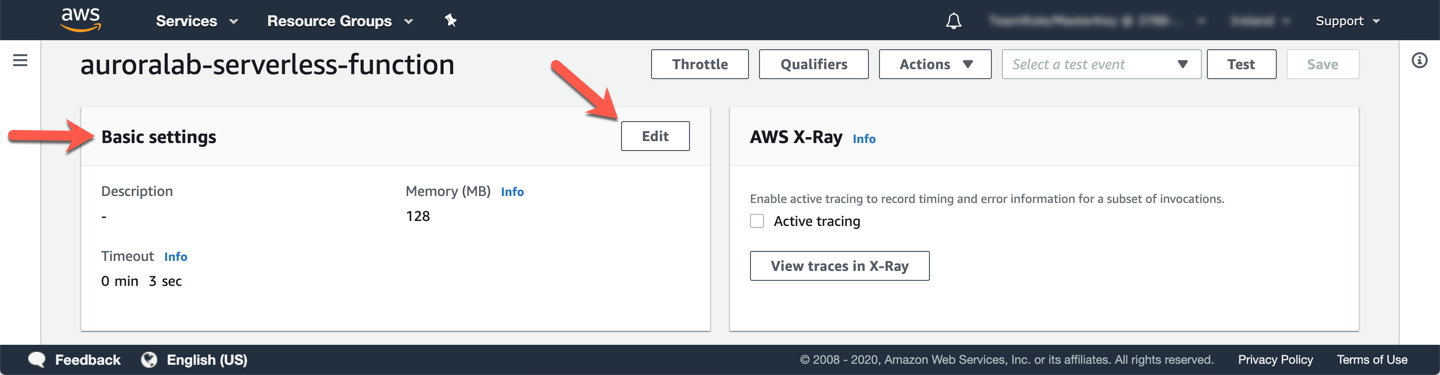 aws Services Resource Groups Support
auroralab-serverless-function Throttle Qualifiers Actions Select a test event Test Save
Basic settings Edit
Description Memory (MB) Info
- 128
Timeout Info
0 min 3 sec
AWS X-Ray Info
Enable active tracing to record timing and error information for a subset of invocations.
Active tracing
View traces in X-Ray
Feedback English (US) © 2008 - 2020, Amazon Web Services, Inc. or its affiliates. All rights reserved. Privacy Policy Terms of Use